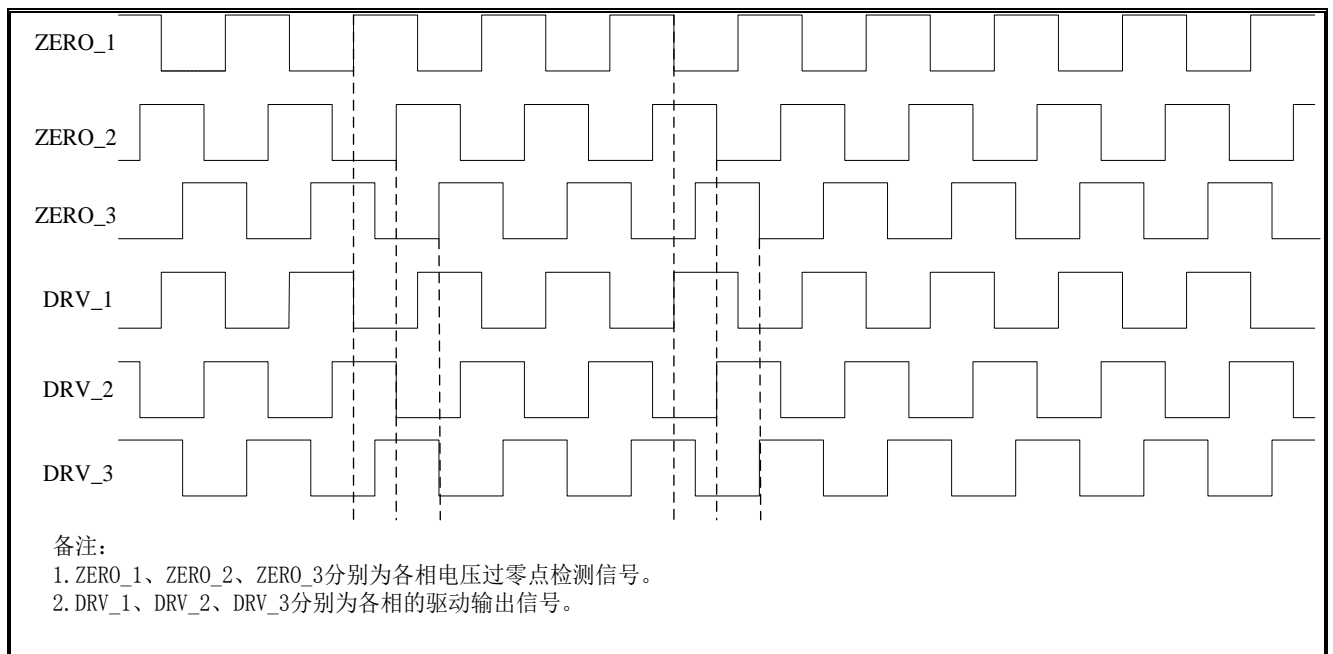 ZERO_1
ZERO_2
ZERO_3
DRV_1
DRV_2
DRV_3
备注：
1.ZERO_1、ZERO_2、ZERO_3分别为各相电压过零点检测信号。
2.DRV_1、DRV_2、DRV_3分别为各相的驱动输出信号。